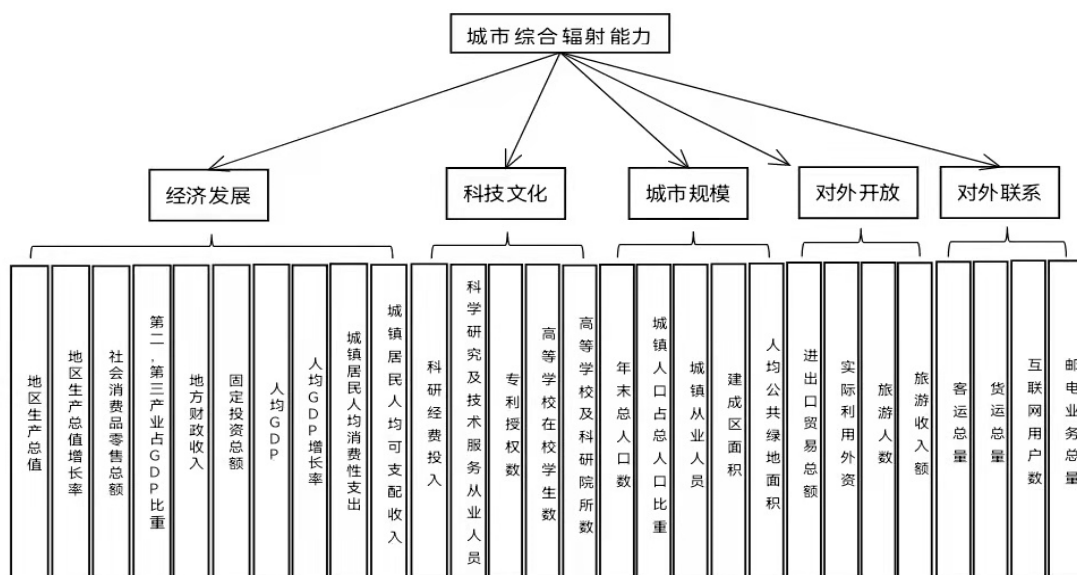 城市综合辐射能力
经济发展
科技文化
城市规模
对外开放
对外联系
地区生产总值
地区生产总值增长率
社会消费品零售总额
第二,第三产业占GDP比重
地方财政收入
固定投资总额
人均GDP
人均GDP增长率
城镇居民人均消费性支出
城镇居民人均可支配收入
科研经费投入
科学研究及技术服务从业人员
专利授权数
高等学校在校学生数
高等学校及科研院所数
年末总人口数
城镇人口占总人口比重
城镇从业人员
建成区面积
人均公共绿地面积
进出口贸易总额
实际利用外资
旅游人数
旅游收入额
客运总量
货运总量
互联网用户数
邮电业务总量